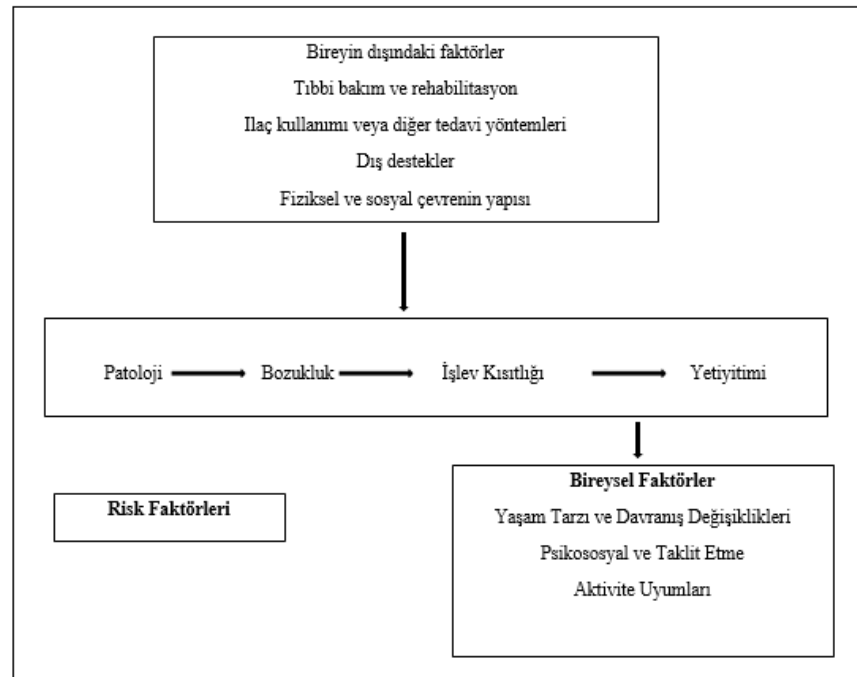 Bireyin dışındaki faktörler
Tıbbi bakım ve rehabilitasyon
Ilaç kullanımı veya diğer tedavi yöntemleri
Dış destekler
Fiziksel ve sosyal çevrenin yapısı
Patoloji Bozukluk İşlev Kısıtlığı Yetiyitimi
Risk Faktörleri
Bireysel Faktörler
Yaşam Tarzı ve Davranış Değişiklikleri
Psikososyal ve Taklit Etme
Aktivite Uyumları